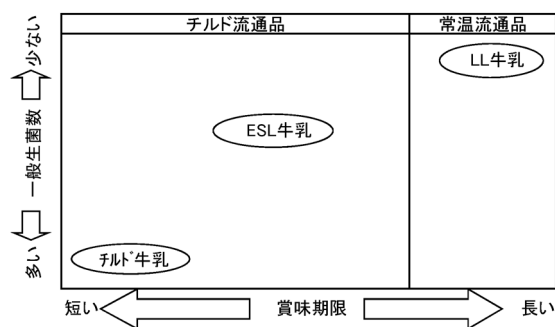 チルド流通品
常温流通品
少ない
一般生菌数
多い
LL牛乳
ESL牛乳
ﾁﾙﾄﾞ牛乳
短い
賞味期限
長い